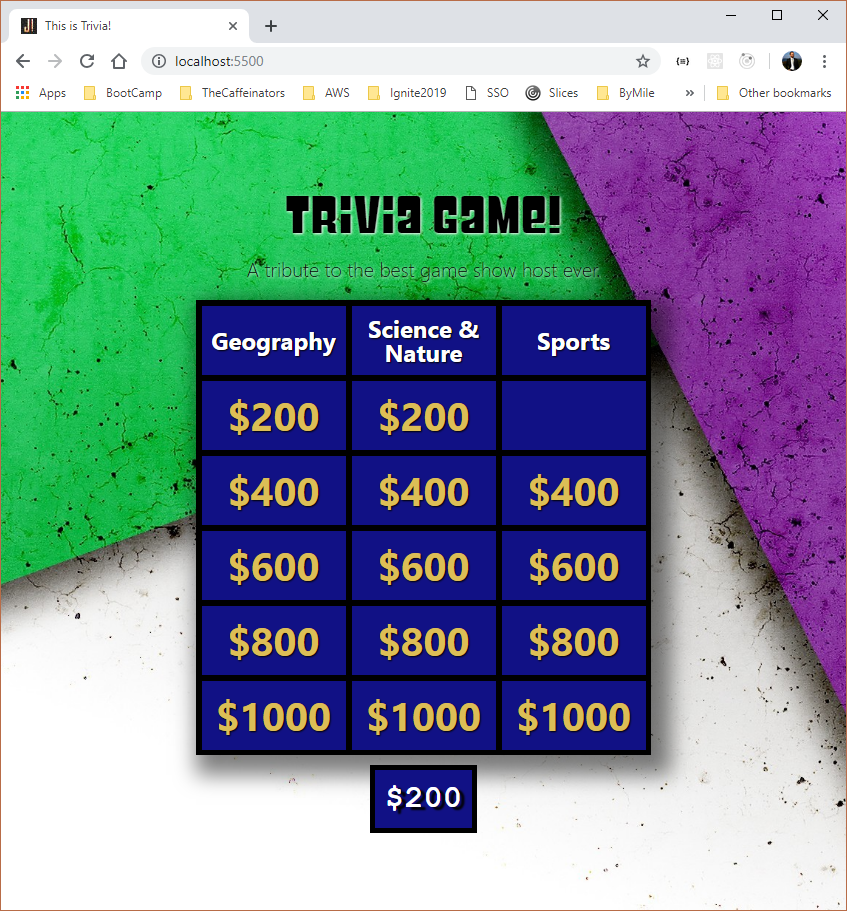 This is Trivia!
localhost:5500
Apps BootCamp TheCaffeinators AWS Ignite2019 SSO Slices ByMile » Other bookmarks
TRiViA GAMe!
A tribute to the best game show host ever.
Geography Science & Sports
Nature
$200 $200
$400 $400 $400
$600 $600 $600
$800 $800 $800
$1000 $1000 $1000
$200